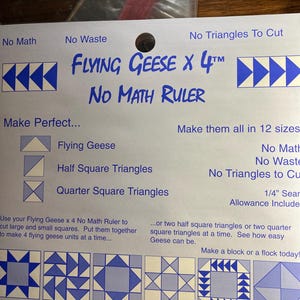 No Math No Waste No Triangles To Cut
FLYING GEESE X 4™
NO MATH RULER
Make Perfect...
Make them all in 12 sizes
Flying Geese
No Math
No Waste
Half Square Triangles
No Triangles to Cu
Quarter Square Triangles
1/4" Sear
Allowance Include
Use your Flying Geese x 4 No Math Ruler to
cut large and small squares. Put them together
to make 4 flying geese units at a time...
...or two half square triangles or two quarter
square triangles at a time. See how easy
Geese can be.
Make a block or a flock today!